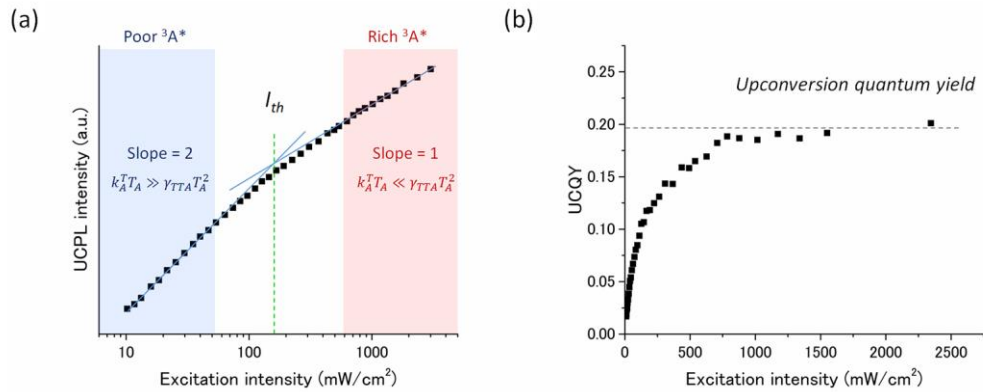 (a)
Poor ³A*
Rich ³A*
I_th
Slope = 2
k_A^T T_A ≫ γ_TTA T_A^2
Slope = 1
k_A^T T_A ≪ γ_TTA T_A^2
UCPL intensity (a.u.)
10
100
1000
Excitation intensity (mW/cm²)
(b)
Upconversion quantum yield
UCQY
0.25
0.20
0.15
0.10
0.05
0.00
0
500
1000
1500
2000
2500
Excitation intensity (mW/cm²)